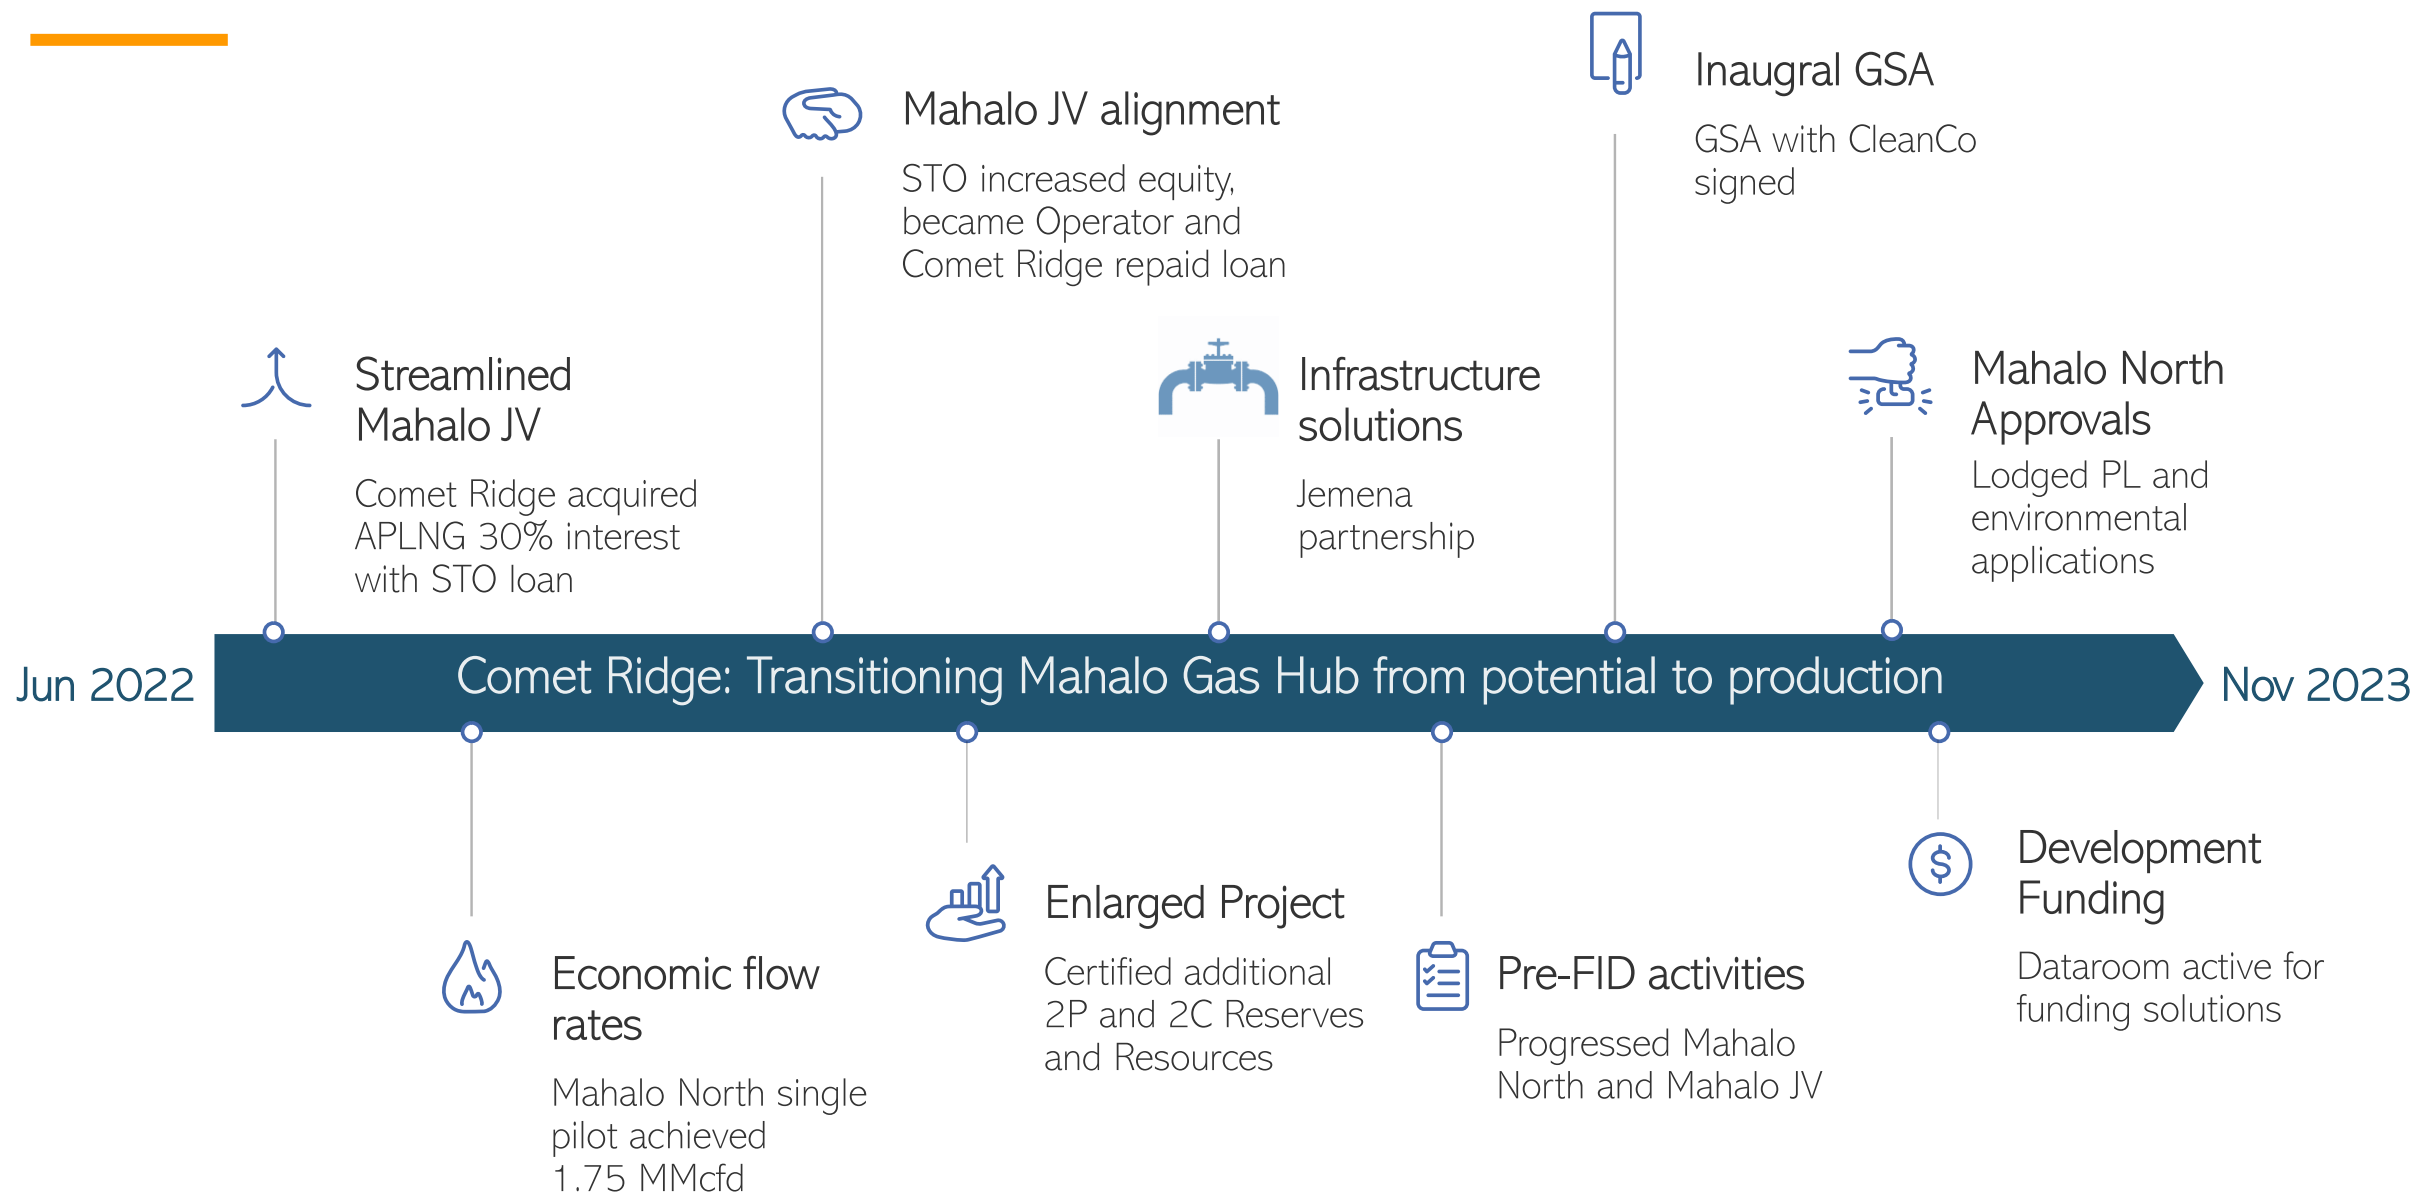 Inaugral GSA
GSA with CleanCo
signed
Mahalo JV alignment
STO increased equity,
became Operator and
Comet Ridge repaid loan
Streamlined
Mahalo JV
Comet Ridge acquired
APLNG 30% interest
with STO loan
Infrastructure
solutions
Jemena
partnership
Mahalo North
Approvals
Lodged PL and
environmental
applications
Jun 2022
Comet Ridge: Transitioning Mahalo Gas Hub from potential to production
Nov 2023
Economic flow
rates
Mahalo North single
pilot achieved
1.75 MMcfd
Enlarged Project
Certified additional
2P and 2C Reserves
and Resources
Pre-FID activities
Progressed Mahalo
North and Mahalo JV
$
Development
Funding
Dataroom active for
funding solutions